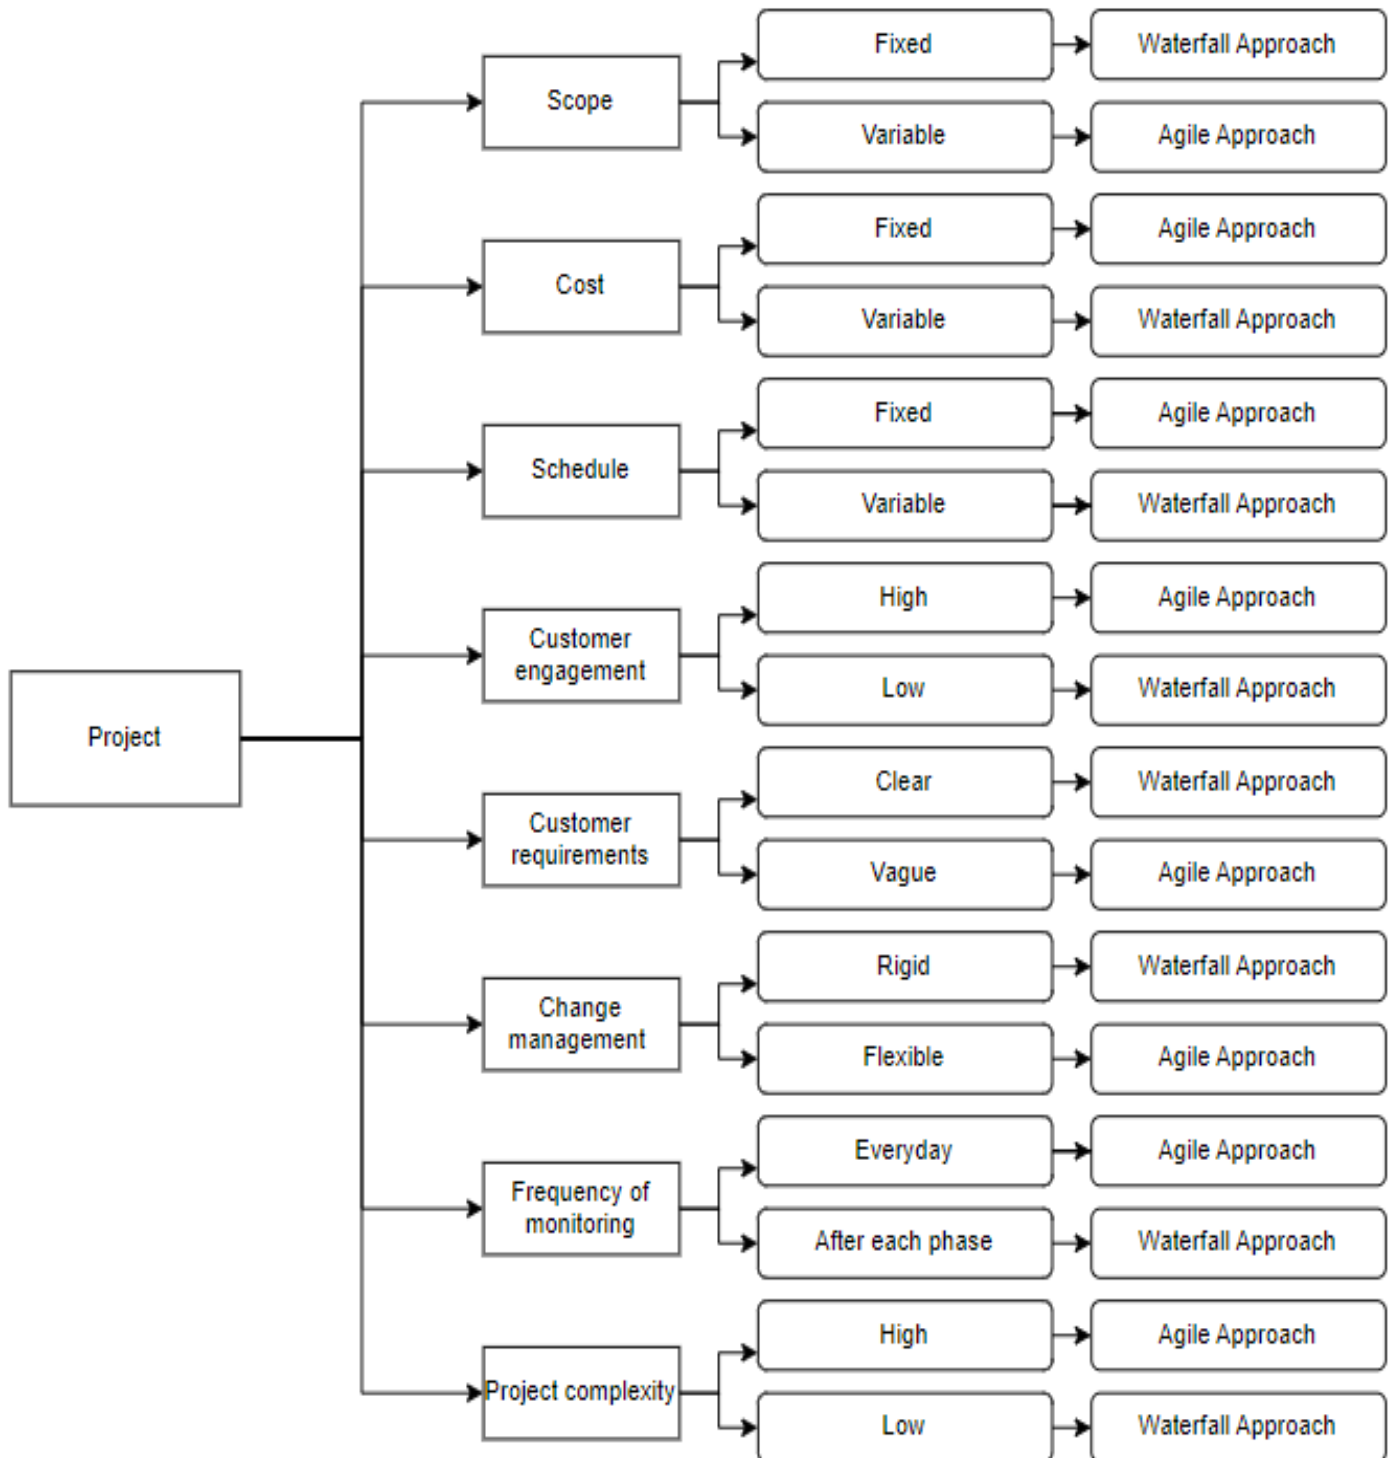 Fixed
Waterfall Approach
Scope
Variable
Agile Approach
Fixed
Agile Approach
Cost
Variable
Waterfall Approach
Fixed
Agile Approach
Schedule
Variable
Waterfall Approach
High
Agile Approach
Customer
engagement
Low
Waterfall Approach
Project
Clear
Waterfall Approach
Customer
requirements
Vague
Agile Approach
Rigid
Waterfall Approach
Change
management
Flexible
Agile Approach
Everyday
Agile Approach
Frequency of
monitoring
After each phase
Waterfall Approach
High
Agile Approach
Project complexity
Low
Waterfall Approach